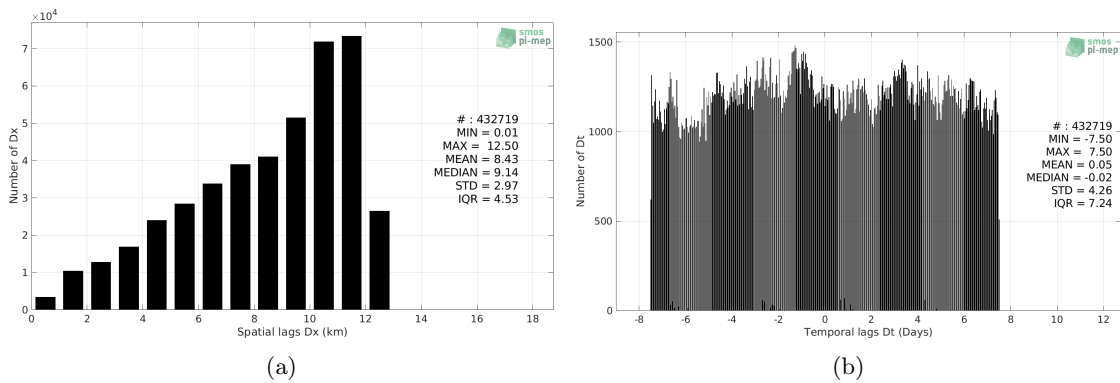 ×10⁴
7
6
5
4
3
2
1
0
Number of Dx
0 2 4 6 8 10 12 14 16 18
Spatial lags Dx (km)
smos
pi-mep
# : 432719
MIN = 0.01
MAX = 12.50
MEAN = 8.43
MEDIAN = 9.14
STD = 2.97
IQR = 4.53
(a)
1500
1000
500
0
Number of Dt
-8 -6 -4 -2 0 2 4 6 8 10 12
Temporal lags Dt (Days)
smos
pi-mep
# : 432719
MIN = -7.50
MAX = 7.50
MEAN = 0.05
MEDIAN = -0.02
STD = 4.26
IQR = 7.24
(b)